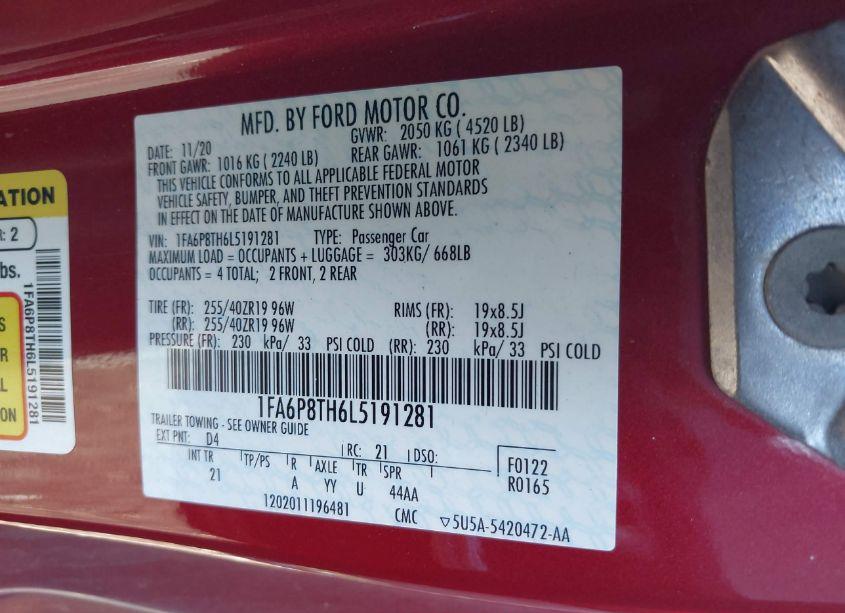 ATION
R: 2
bs.
S
R
L
ION
1FA6P8TH6L5191281
MFD. BY FORD MOTOR CO.
DATE: 11/20 GVWR: 2050 KG ( 4520 LB)
FRONT GAWR: 1016 KG ( 2240 LB) REAR GAWR: 1061 KG ( 2340 LB)
THIS VEHICLE CONFORMS TO ALL APPLICABLE FEDERAL MOTOR
VEHICLE SAFETY, BUMPER, AND THEFT PREVENTION STANDARDS
IN EFFECT ON THE DATE OF MANUFACTURE SHOWN ABOVE.
VIN: 1FA6P8TH6L5191281 TYPE: Passenger Car
MAXIMUM LOAD = OCCUPANTS + LUGGAGE = 303KG/ 668LB
OCCUPANTS = 4 TOTAL; 2 FRONT, 2 REAR
TIRE (FR): 255/40ZR19 96W RIMS (FR): 19x8.5J
(RR): 255/40ZR19 96W (RR): 19x8.5J
PRESSURE (FR): 230 kPa/ 33 PSI COLD (RR): 230 kPa/ 33 PSI COLD
1FA6P8TH6L5191281
TRAILER TOWING - SEE OWNER GUIDE
EXT PNT: D4 RC: 21 DSO:
INT TR TP/PS R AXLE TR SPR F0122
21 A YY U 44AA R0165
1202011196481 CMC ▽5U5A-5420472-AA